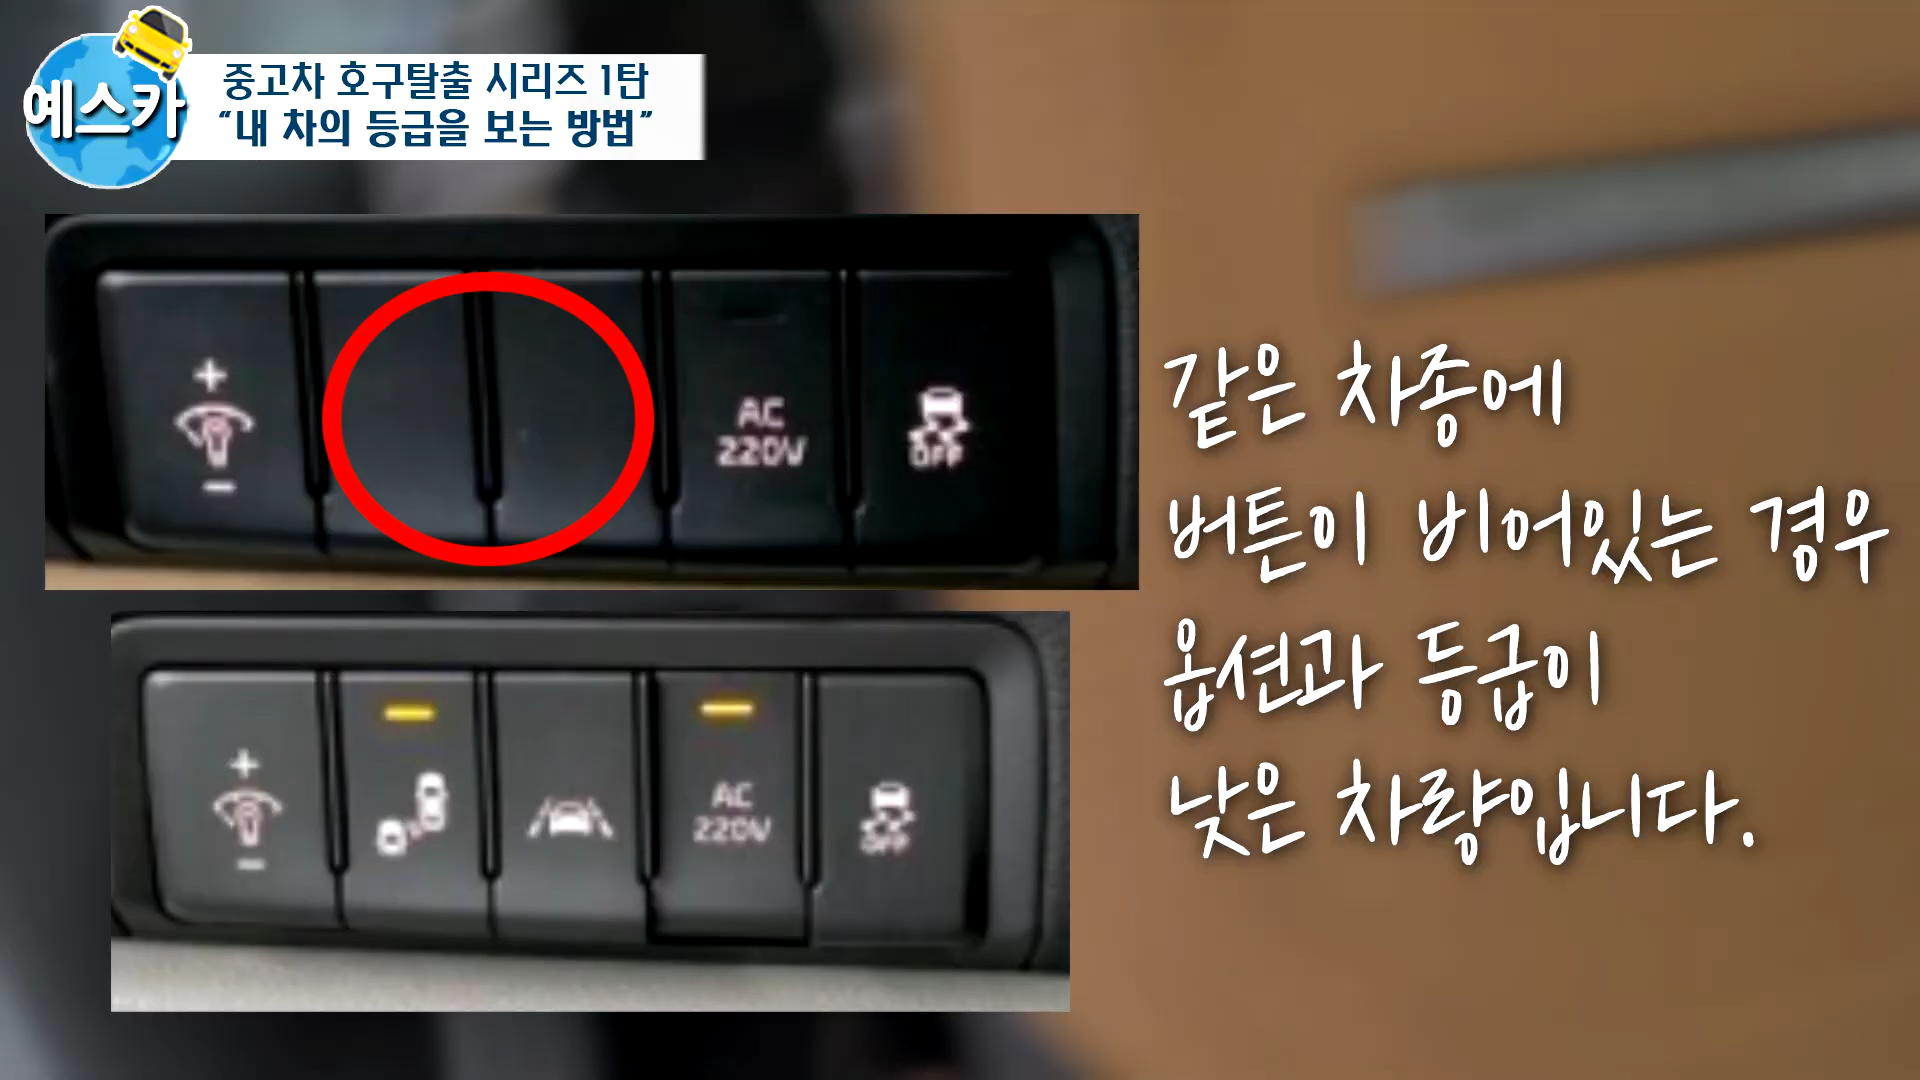 예스카
중고차 호구탈출 시리즈 1탄
“내 차의 등급을 보는 방법”
+
AC
220V
OFF
-
같은 차종에
버튼이 비어있는 경우
옵션과 등급이
낮은 차량입니다.
+
AC
220V
OFF
-